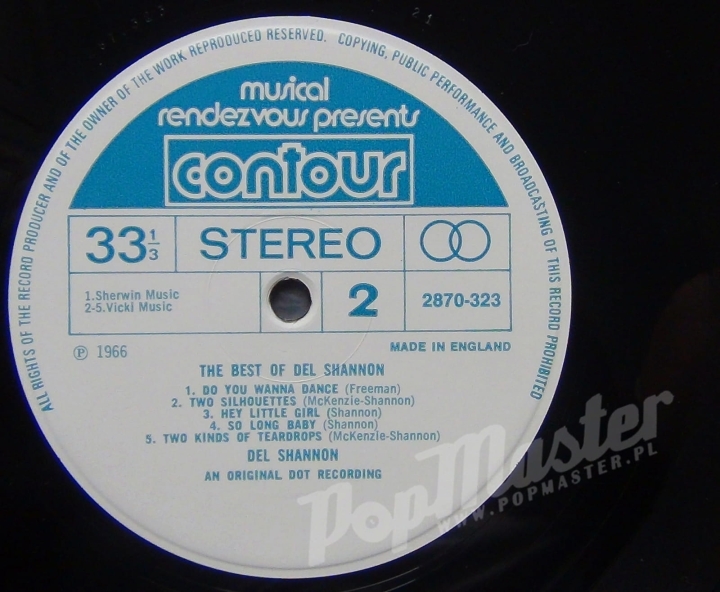 ALL RIGHTS OF THE RECORD PRODUCER AND OF THE OWNER OF THE WORK REPRODUCED RESERVED. COPYING, PUBLIC PERFORMANCE AND BROADCASTING OF THIS RECORD PROHIBITED
musical
rendezvous presents
contour
33 1/3 STEREO
1.Sherwin Music
2-5.Vicki Music
2 2870-323
Ⓟ 1966 MADE IN ENGLAND
THE BEST OF DEL SHANNON
1. DO YOU WANNA DANCE (Freeman)
2. TWO SILHOUETTES (McKenzie-Shannon)
3. HEY LITTLE GIRL (Shannon)
4. SO LONG BABY (Shannon)
5. TWO KINDS OF TEARDROPS (McKenzie-Shannon)
DEL SHANNON
AN ORIGINAL DOT RECORDING
PopMaster
WWW.POPMASTER.PL